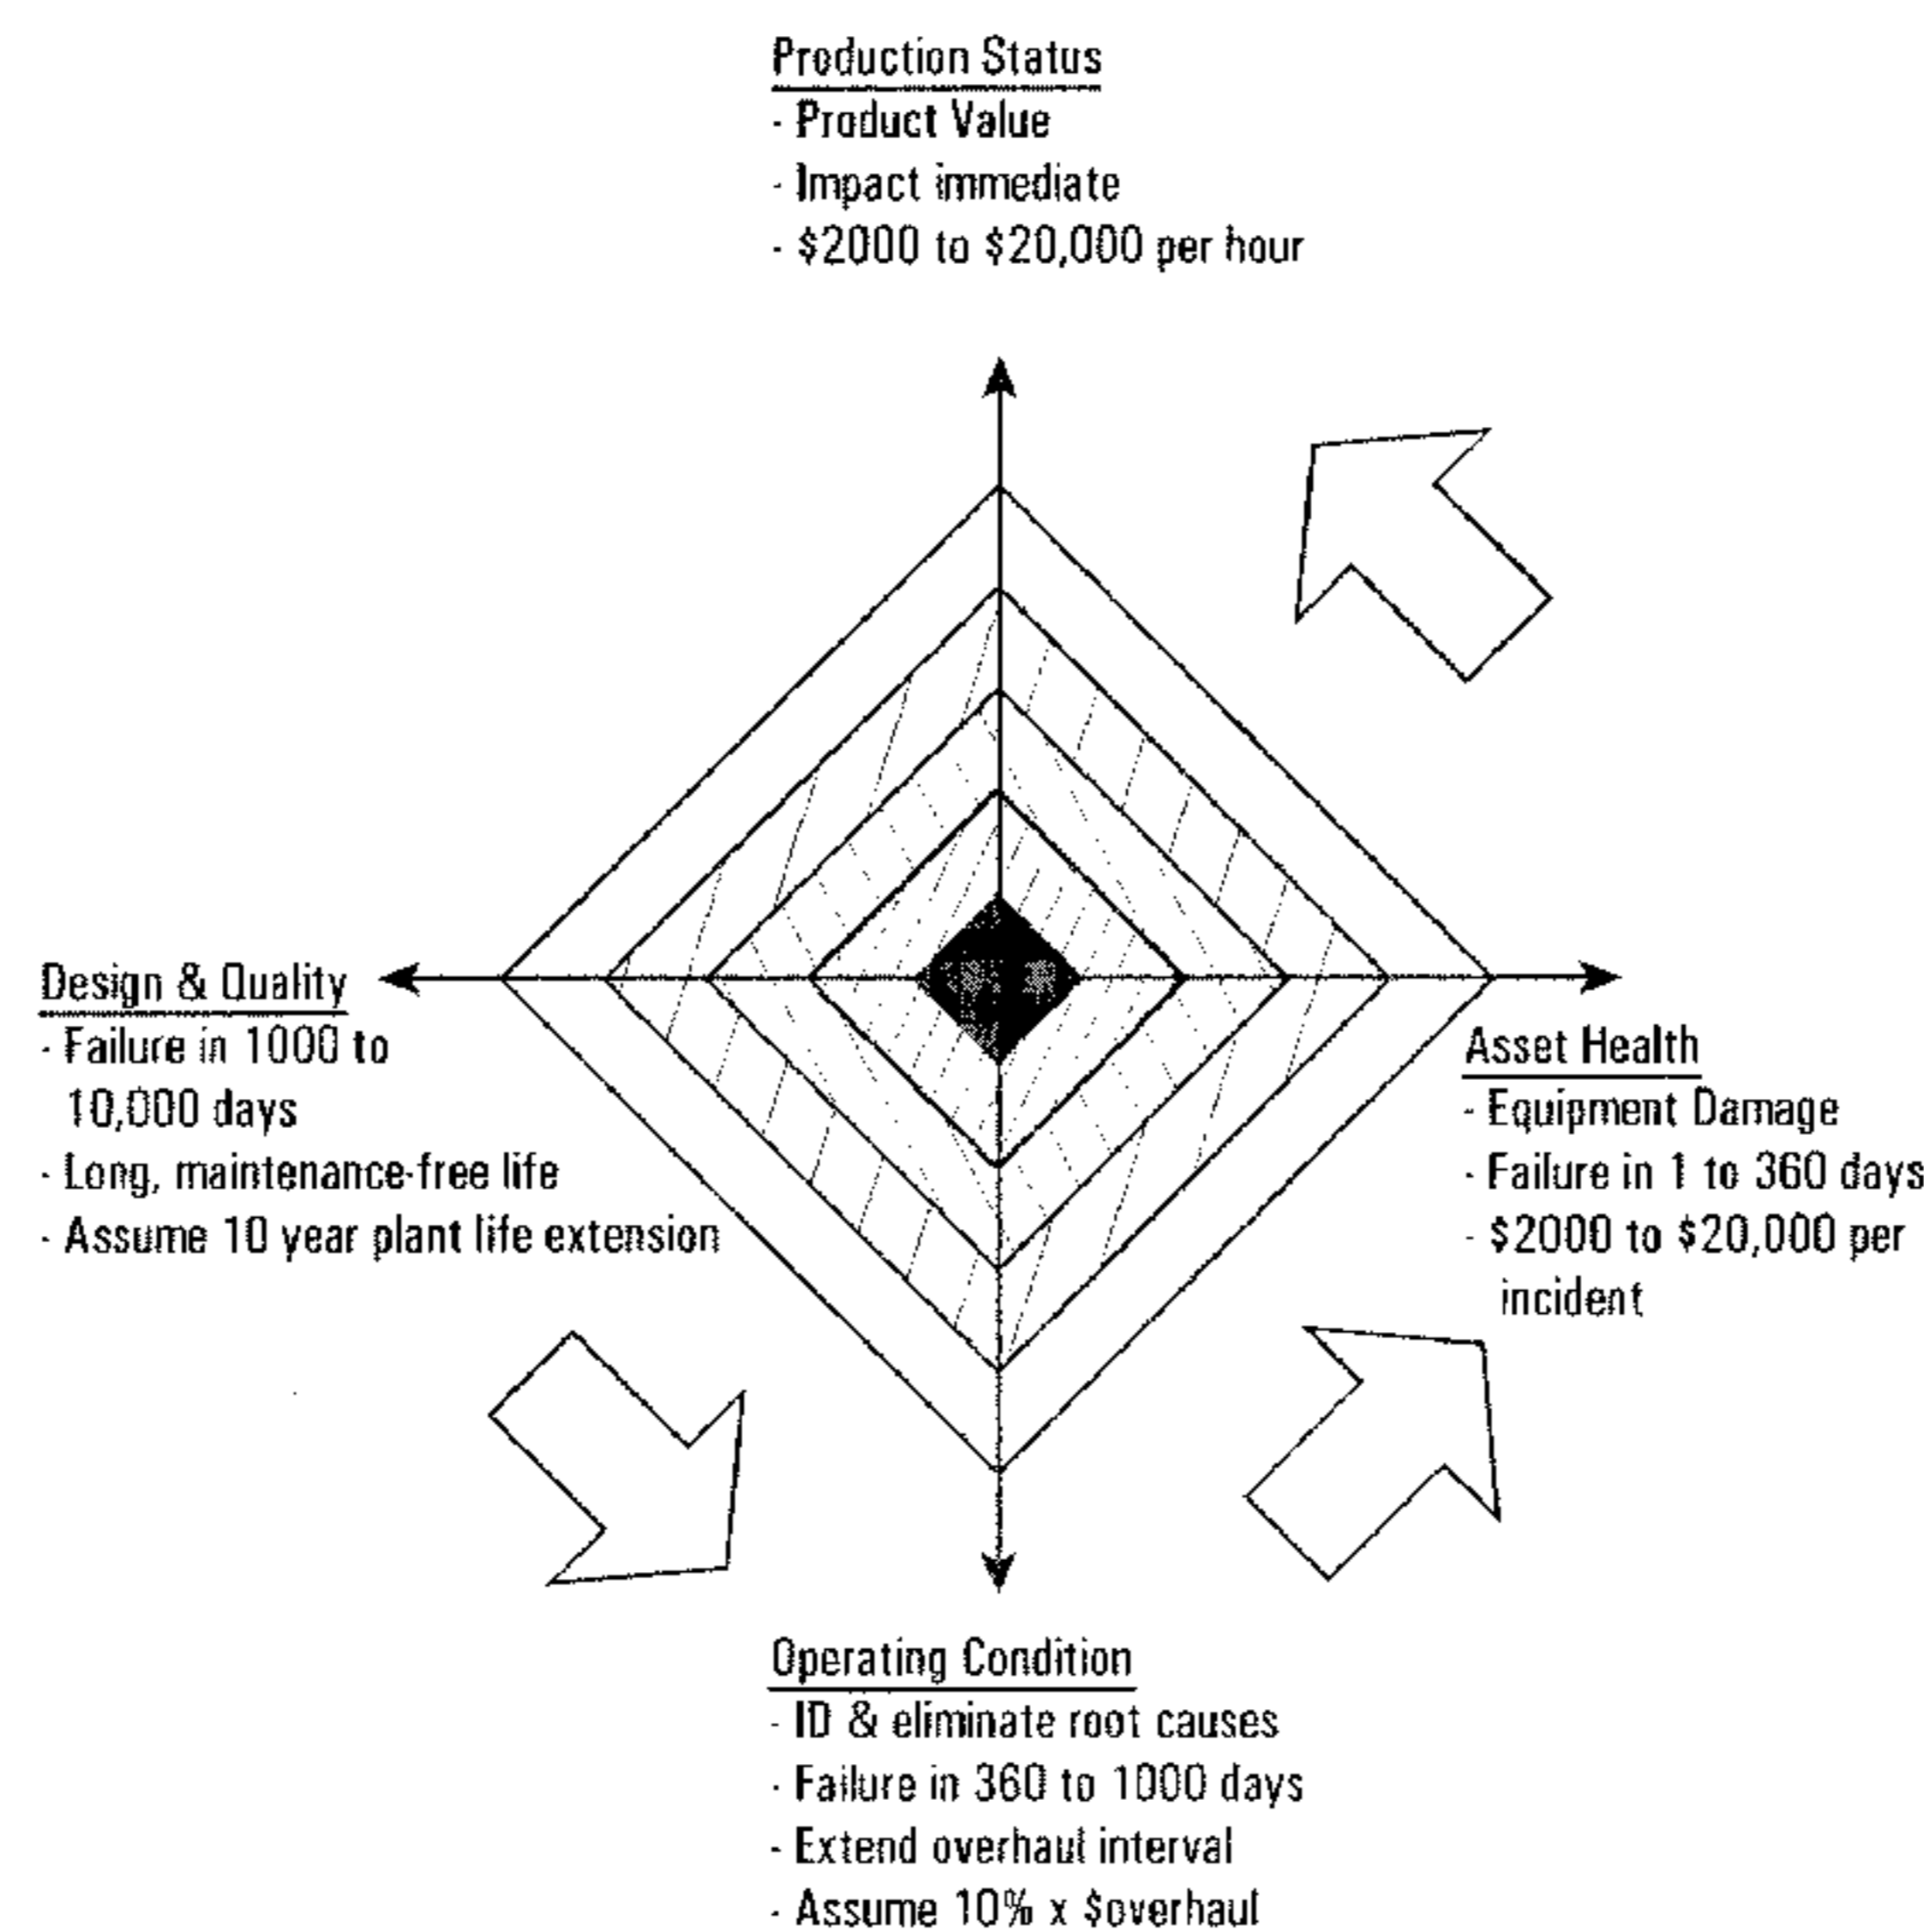 Production Status
- Product Value
- Impact immediate
- $2000 to $20,000 per hour
Design & Quality
- Failure in 1000 to
10,000 days
- Long, maintenance-free life
- Assume 10 year plant life extension
Asset Health
- Equipment Damage
- Failure in 1 to 360 days
- $2000 to $20,000 per
incident
Operating Condition
- ID & eliminate root causes
- Failure in 360 to 1000 days
- Extend overhaul interval
- Assume 10% x $overhaul